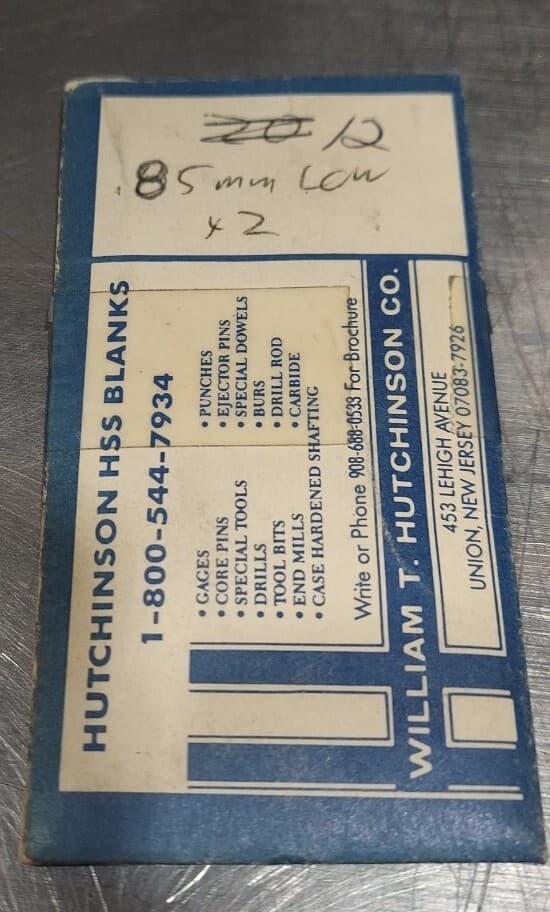 20 12
.85 mm Low
x2
HUTCHINSON HSS BLANKS
1-800-544-7934
• GAGES
• CORE PINS
• SPECIAL TOOLS
• DRILLS
• TOOL BITS
• END MILLS
• CASE HARDENED SHAFTING
• PUNCHES
• EJECTOR PINS
• SPECIAL DOWELS
• BURS
• DRILL ROD
• CARBIDE
Write or Phone 908-688-0533 For Brochure
WILLIAM T. HUTCHINSON CO.
453 LEHIGH AVENUE
UNION, NEW JERSEY 07083-7926